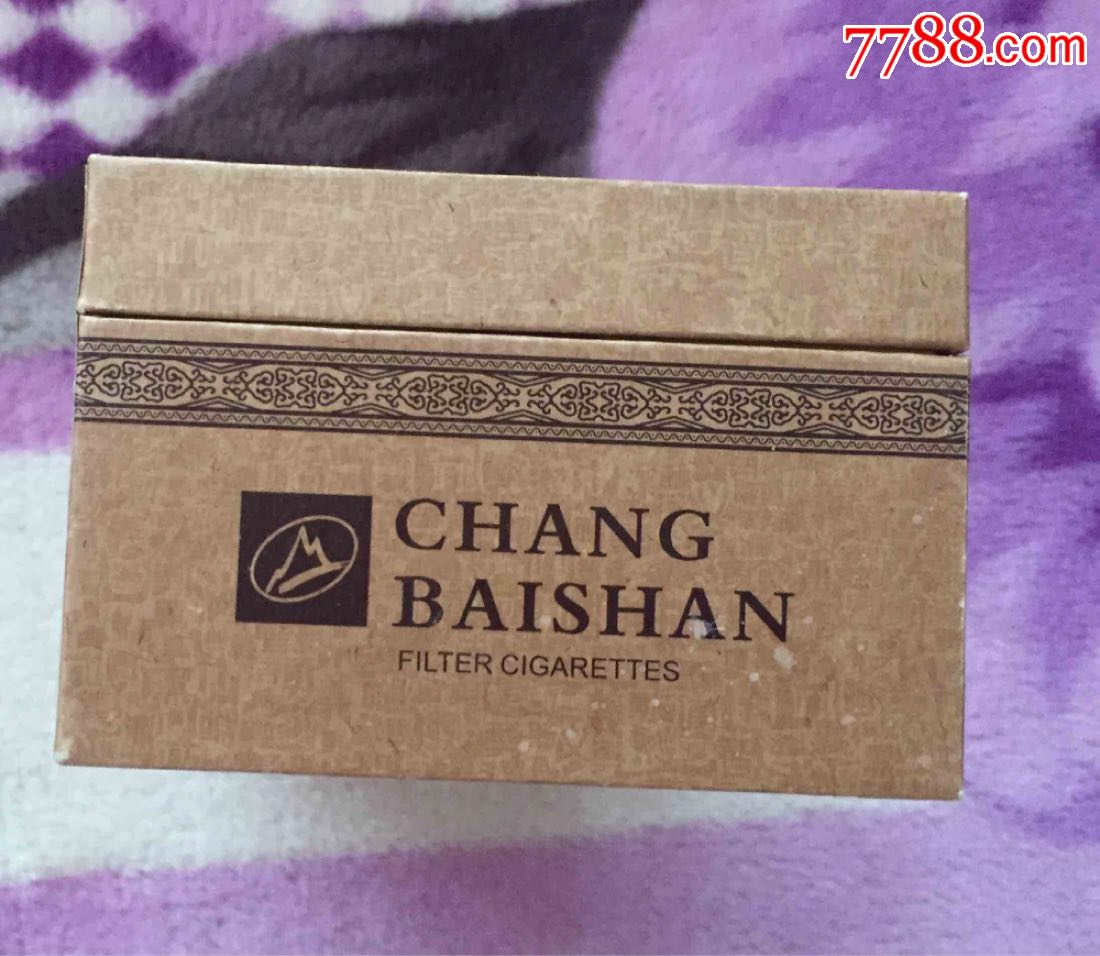 7788.com
CHANG
BAISHAN
FILTER CIGARETTES